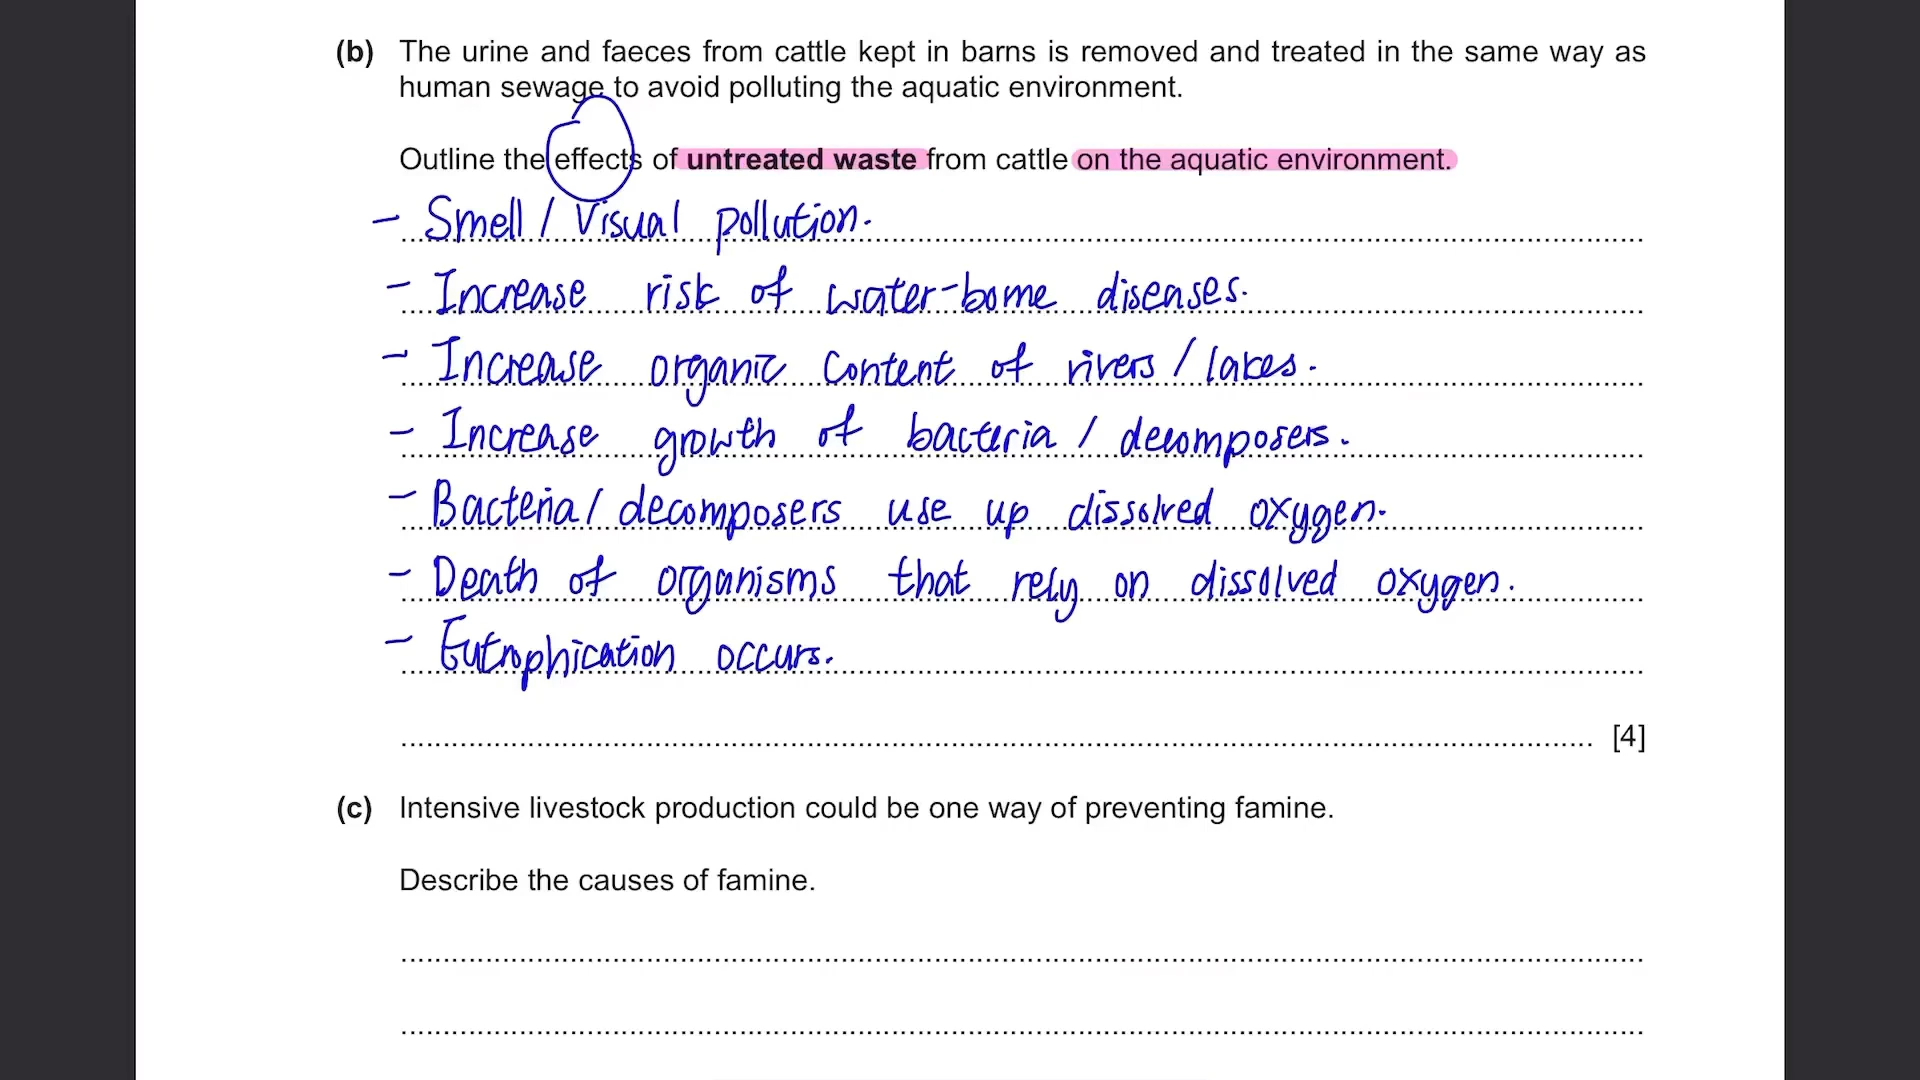 (b) The urine and faeces from cattle kept in barns is removed and treated in the same way as
human sewage to avoid polluting the aquatic environment.
Outline the effects of untreated waste from cattle on the aquatic environment.
- Smell / Visual pollution.
- Increase risk of water-borne diseases.
- Increase organic content of rivers / lakes.
- Increase growth of bacteria / decomposers.
- Bacteria / decomposers use up dissolved oxygen.
- Death of organisms that rely on dissolved oxygen.
- Eutrophication occurs.
[4]
(c) Intensive livestock production could be one way of preventing famine.
Describe the causes of famine.